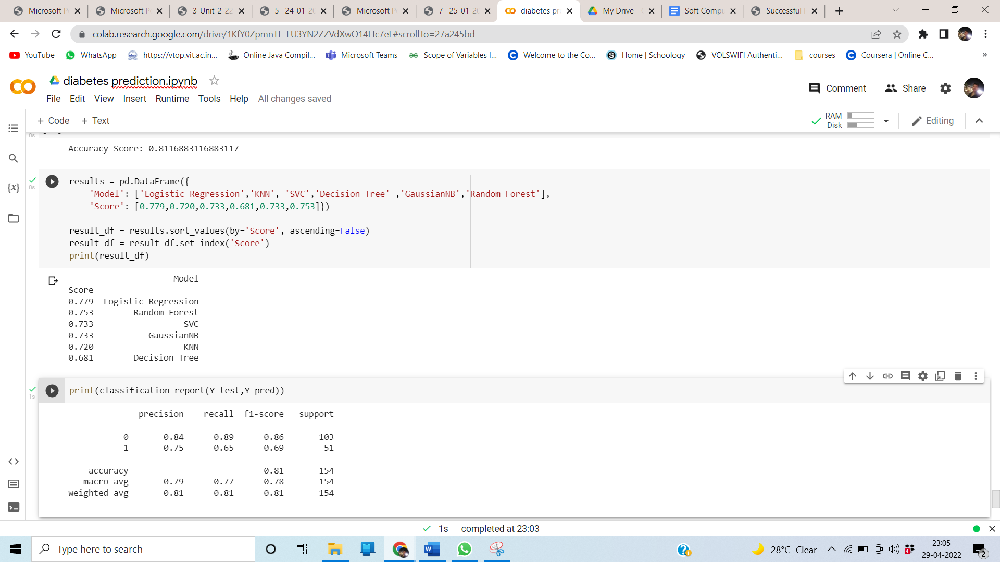 Microsoft P
Microsoft P
3-Unit-2-22
5--24-01-20
Microsoft P
7--25-01-20
diabetes pre
My Drive -
Soft Compu
Successful
colab.research.google.com/drive/1KfY0ZpmnTE_LU3YN2ZZVdXwO14FIc7eL#scrollTo=27a245bd
YouTube
WhatsApp
https://vtop.vit.ac.in...
Online Java Compil...
Microsoft Teams
Scope of Variables I...
Welcome to the Co...
Home | Schoology
VOLSWIFI Authenti...
courses
Coursera | Online C...
»
diabetes prediction.ipynb
Comment
Share
File Edit View Insert Runtime Tools Help All changes saved
+ Code + Text
RAM
Disk
Editing
0s
Accuracy Score: 0.8116883116883117
0s
results = pd.DataFrame({
'Model': ['Logistic Regression','KNN', 'SVC','Decision Tree' ,'GaussianNB','Random Forest'],
'Score': [0.779,0.720,0.733,0.681,0.733,0.753]})
result_df = results.sort_values(by='Score', ascending=False)
result_df = result_df.set_index('Score')
print(result_df)
Model
Score
0.779 Logistic Regression
0.753 Random Forest
0.733 SVC
0.733 GaussianNB
0.720 KNN
0.681 Decision Tree
1s
print(classification_report(Y_test,Y_pred))
precision recall f1-score support
0 0.84 0.89 0.86 103
1 0.75 0.65 0.69 51
accuracy 0.81 154
macro avg 0.79 0.77 0.78 154
weighted avg 0.81 0.81 0.81 154
{x}
1s completed at 23:03
Type here to search
28°C Clear
4
23:05
29-04-2022
2